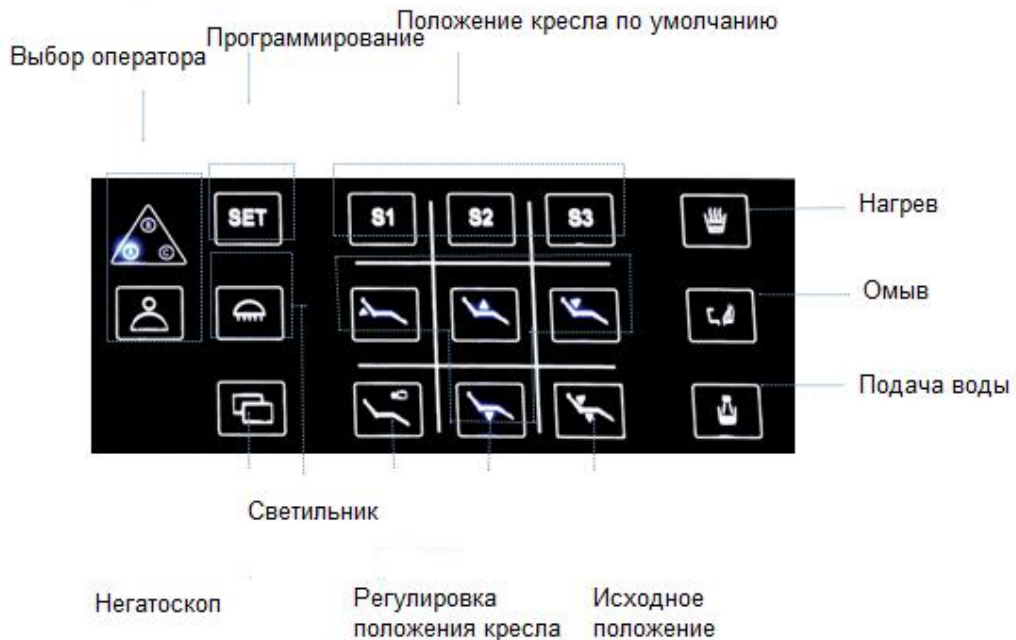 Положение кресла по умолчанию
Программирование
Выбор оператора
B
A
C
SET
S1
S2
S3
Нагрев
Омыв
Подача воды
Светильник
Негатоскоп
Регулировка
положения кресла
Исходное
положение